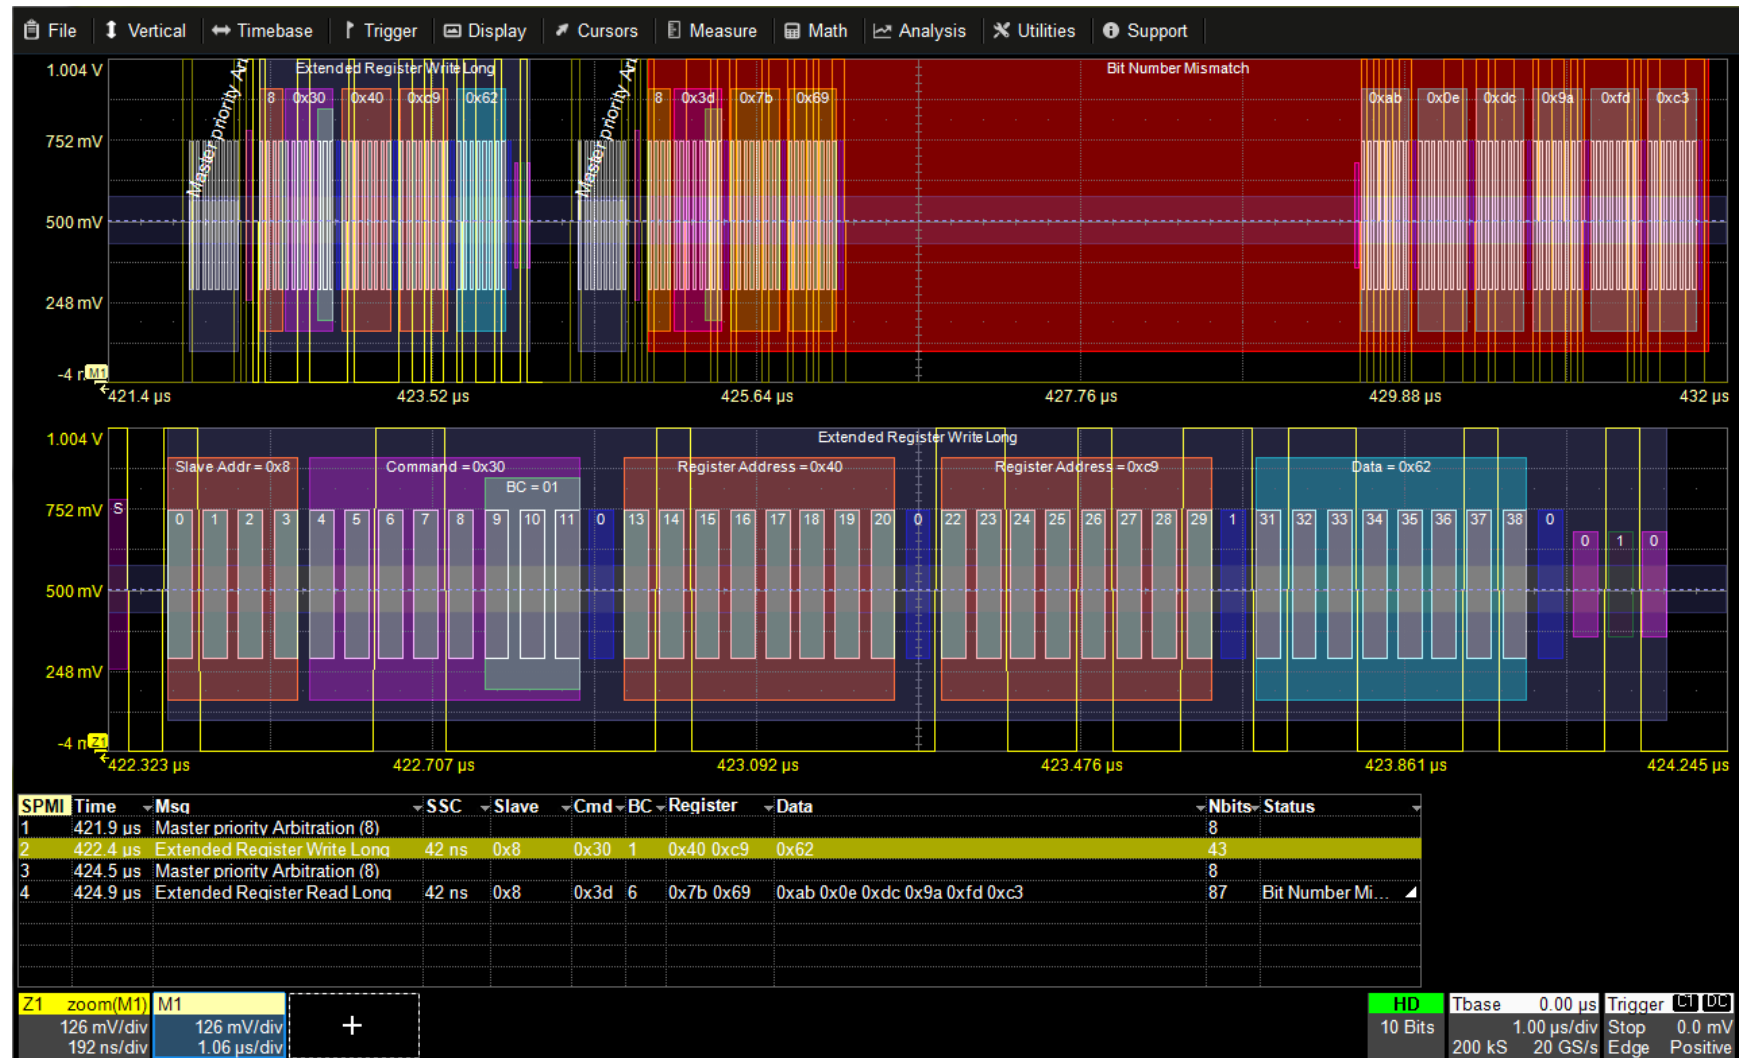 File Vertical Timebase Trigger Display Cursors Measure Math Analysis Utilities Support
1.004 V
752 mV
500 mV
248 mV
M1
Master priority Ar
Extended Register Write Long
8 0x30 0x40 0xc9 0x62
Master priority Ar
Bit Number Mismatch
8 0x3d 0x7b 0x69
0xab 0x0e 0xdc 0x9a 0xfd 0xc3
421.4 µs 423.52 µs 425.64 µs 427.76 µs 429.88 µs 432 µs
1.004 V
752 mV
500 mV
248 mV
Z1
Extended Register Write Long
Slave Addr = 0x8 Command = 0x30 Register Address = 0x40 Register Address = 0xc9 Data = 0x62
BC = 01
S
0 1 2 3 4 5 6 7 8 9 10 11 0 13 14 15 16 17 18 19 20 0 22 23 24 25 26 27 28 29 1 31 32 33 34 35 36 37 38 0
0 1 0
422.323 µs 422.707 µs 423.092 µs 423.476 µs 423.861 µs 424.245 µs
SPMI Time Msg SSC Slave Cmd BC Register Data Nbits Status
1 421.9 µs Master priority Arbitration (8) 8
2 422.4 µs Extended Register Write Long 42 ns 0x8 0x30 1 0x40 0xc9 0x62 43
3 424.5 µs Master priority Arbitration (8) 8
4 424.9 µs Extended Register Read Long 42 ns 0x8 0x3d 6 0x7b 0x69 0xab 0x0e 0xdc 0x9a 0xfd 0xc3 87 Bit Number Mi...
Z1 zoom(M1)
126 mV/div
192 ns/div
M1
126 mV/div
1.06 µs/div
+
HD
10 Bits
Tbase 0.00 µs
1.00 µs/div
200 kS 20 GS/s
Trigger C1 DC
Stop 0.0 mV
Edge Positive